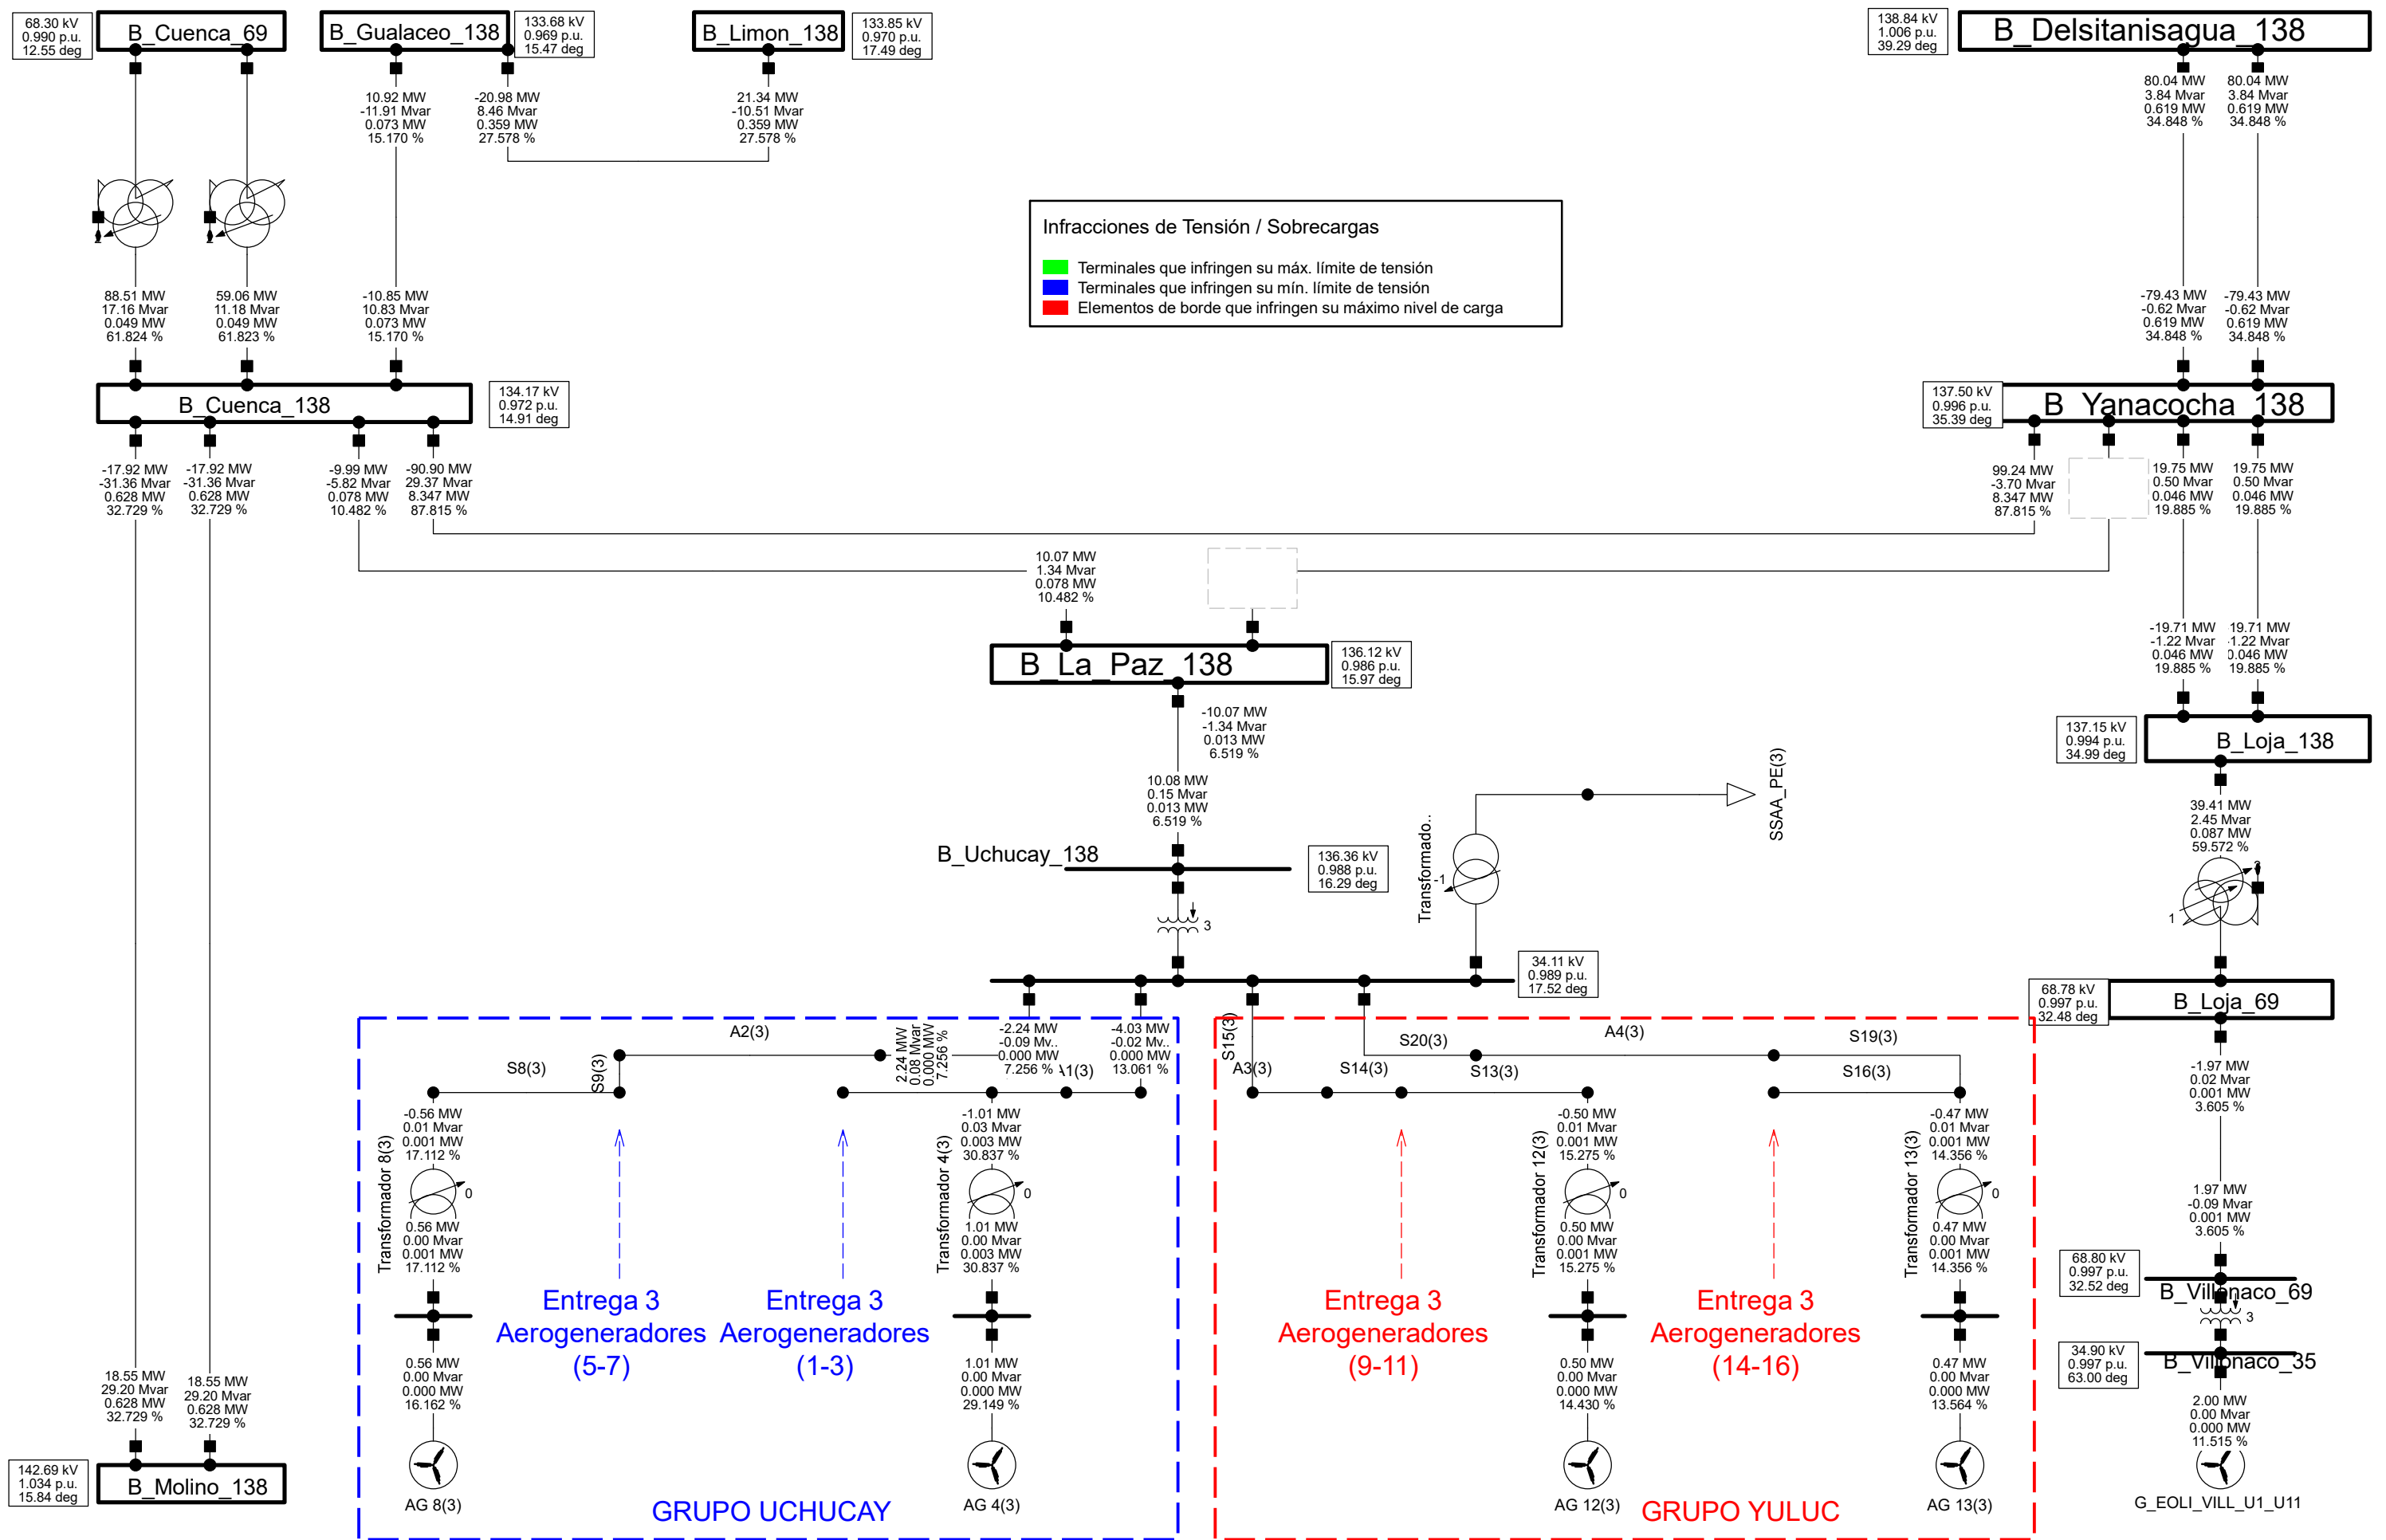 68.30 kV
0.990 p.u.
12.55 deg
B_Cuenca_69
B_Gualaceo_138
133.68 kV
0.969 p.u.
15.47 deg
B_Limon_138
133.85 kV
0.970 p.u.
17.49 deg
138.84 kV
1.006 p.u.
39.29 deg
B_Delsitanisagua_138
10.92 MW
-11.91 Mvar
0.073 MW
15.170 %
-20.98 MW
8.46 Mvar
0.359 MW
27.578 %
21.34 MW
-10.51 Mvar
0.359 MW
27.578 %
80.04 MW
3.84 Mvar
0.619 MW
34.848 %
80.04 MW
3.84 Mvar
0.619 MW
34.848 %
Infracciones de Tensión / Sobrecargas
Terminales que infringen su máx. límite de tensión
Terminales que infringen su mín. límite de tensión
Elementos de borde que infringen su máximo nivel de carga
88.51 MW
17.16 Mvar
0.049 MW
61.824 %
59.06 MW
11.18 Mvar
0.049 MW
61.823 %
-10.85 MW
10.83 Mvar
0.073 MW
15.170 %
-79.43 MW
-0.62 Mvar
0.619 MW
34.848 %
-79.43 MW
-0.62 Mvar
0.619 MW
34.848 %
B_Cuenca_138
134.17 kV
0.972 p.u.
14.91 deg
137.50 kV
0.996 p.u.
35.39 deg
B_Yanacocha_138
-17.92 MW
-31.36 Mvar
0.628 MW
32.729 %
-17.92 MW
-31.36 Mvar
0.628 MW
32.729 %
-9.99 MW
-5.82 Mvar
0.078 MW
10.482 %
-90.90 MW
29.37 Mvar
8.347 MW
87.815 %
99.24 MW
-3.70 Mvar
8.347 MW
87.815 %
19.75 MW
0.50 Mvar
0.046 MW
19.885 %
19.75 MW
0.50 Mvar
0.046 MW
19.885 %
10.07 MW
1.34 Mvar
0.078 MW
10.482 %
B_La_Paz_138
136.12 kV
0.986 p.u.
15.97 deg
-19.71 MW
-1.22 Mvar
0.046 MW
19.885 %
19.71 MW
1.22 Mvar
0.046 MW
19.885 %
-10.07 MW
-1.34 Mvar
0.013 MW
6.519 %
137.15 kV
0.994 p.u.
34.99 deg
B_Loja_138
10.08 MW
0.15 Mvar
0.013 MW
6.519 %
SSAA_PE(3)
Transformado..
-1
39.41 MW
2.45 Mvar
0.087 MW
59.572 %
B_Uchucay_138
136.36 kV
0.988 p.u.
16.29 deg
3
1
34.11 kV
0.989 p.u.
17.52 deg
68.78 kV
0.997 p.u.
32.48 deg
B_Loja_69
A2(3)
S8(3)
S9(3)
2.24 MW
0.08 Mvar
0.000 MW
7.256 %
-2.24 MW
-0.09 Mv..
0.000 MW
7.256 %
-4.03 MW
-0.02 Mv..
0.000 MW
13.061 %
S15(3)
A3(3)
S14(3)
S20(3)
S13(3)
A4(3)
S19(3)
S16(3)
-1.97 MW
0.02 Mvar
0.001 MW
3.605 %
Transformador 8(3)
-0.56 MW
0.01 Mvar
0.001 MW
17.112 %
0
0.56 MW
0.00 Mvar
0.001 MW
17.112 %
Transformador 4(3)
-1.01 MW
0.03 Mvar
0.003 MW
30.837 %
0
1.01 MW
0.00 Mvar
0.003 MW
30.837 %
Transformador 12(3)
-0.50 MW
0.01 Mvar
0.001 MW
15.275 %
0
0.50 MW
0.00 Mvar
0.001 MW
15.275 %
Transformador 13(3)
-0.47 MW
0.01 Mvar
0.001 MW
14.356 %
0
0.47 MW
0.00 Mvar
0.001 MW
14.356 %
1.97 MW
-0.09 Mvar
0.001 MW
3.605 %
68.80 kV
0.997 p.u.
32.52 deg
B_Villonaco_69
3
Entrega 3
Aerogeneradores
(5-7)
Entrega 3
Aerogeneradores
(1-3)
Entrega 3
Aerogeneradores
(9-11)
Entrega 3
Aerogeneradores
(14-16)
34.90 kV
0.997 p.u.
63.00 deg
B_Villonaco_35
18.55 MW
29.20 Mvar
0.628 MW
32.729 %
18.55 MW
29.20 Mvar
0.628 MW
32.729 %
0.56 MW
0.00 Mvar
0.000 MW
16.162 %
1.01 MW
0.00 Mvar
0.000 MW
29.149 %
0.50 MW
0.00 Mvar
0.000 MW
14.430 %
0.47 MW
0.00 Mvar
0.000 MW
13.564 %
2.00 MW
0.00 Mvar
0.000 MW
11.515 %
142.69 kV
1.034 p.u.
15.84 deg
B_Molino_138
AG 8(3)
GRUPO UCHUCAY
AG 4(3)
AG 12(3)
GRUPO YULUC
AG 13(3)
G_EOLI_VILL_U1_U11